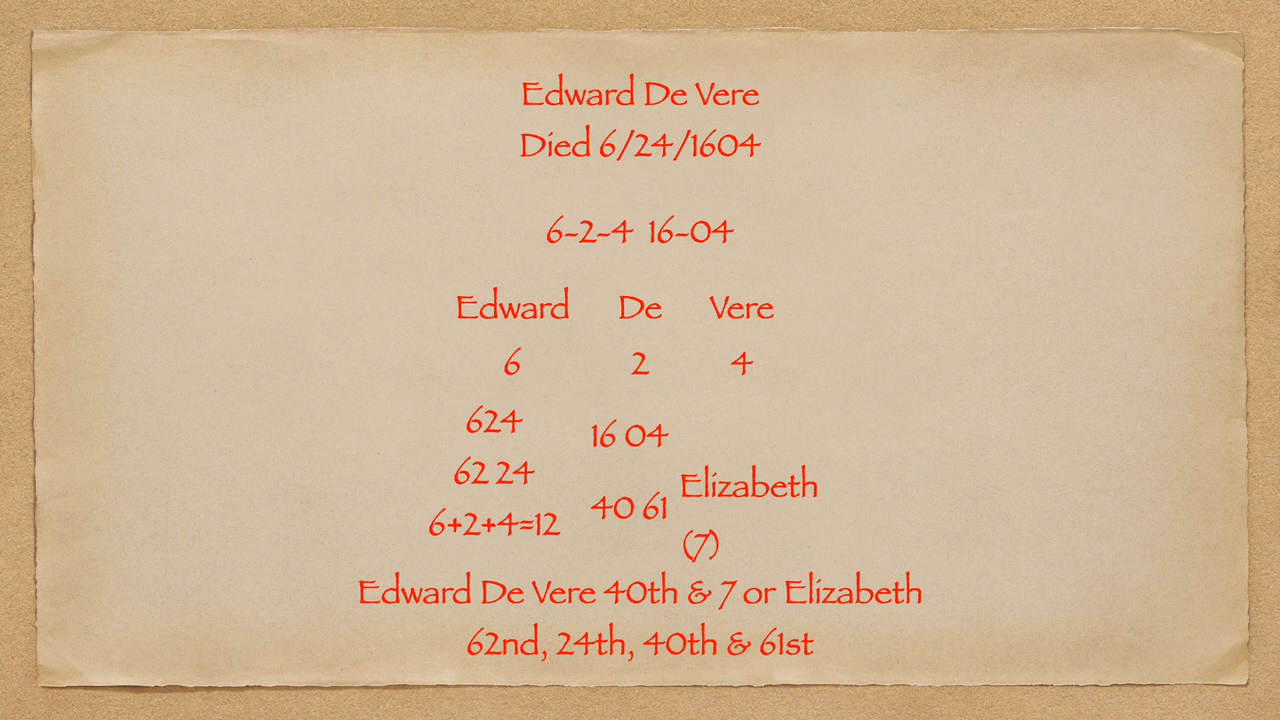 Edward De Vere
Died 6/24/1604
6-2-4 16-04
Edward De Vere
6 2 4
624
16 04
62 24
Elizabeth
40 61
6+2+4=12
(7)
Edward De Vere 40th & 7 or Elizabeth
62nd, 24th, 40th & 61st